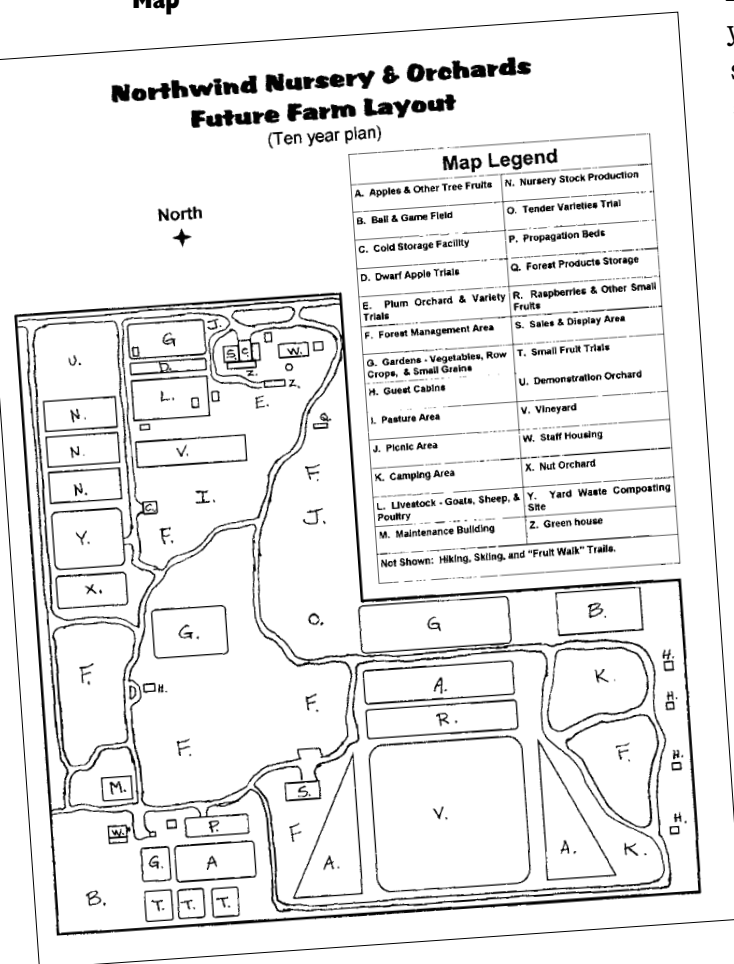 Map
Northwind Nursery & Orchards
Future Farm Layout
(Ten year plan)
North
Map Legend
A. Apples & Other Tree Fruits
B. Ball & Game Field
C. Cold Storage Facility
D. Dwarf Apple Trials
E. Plum Orchard & Variety
Trials
F. Forest Management Area
G. Gardens - Vegetables, Row
Crops, & Small Grains
H. Guest Cabins
I. Pasture Area
J. Picnic Area
K. Camping Area
L. Livestock - Goats, Sheep, &
Poultry
M. Maintenance Building
N. Nursery Stock Production
O. Tender Varieties Trial
P. Propagation Beds
Q. Forest Products Storage
R. Raspberries & Other Small
Fruits
S. Sales & Display Area
T. Small Fruit Trials
U. Demonstration Orchard
V. Vineyard
W. Staff Housing
X. Nut Orchard
Y. Yard Waste Composting
Site
Z. Green house
Not Shown: Hiking, Skiing, and "Fruit Walk" Trails.
U.
G
J.
S.
C.
W.
D.
Z.
Z.
L.
E.
N.
Q.
N.
V.
F.
N.
I.
C.
J.
Y.
F.
X.
G.
O.
G
B.
F.
H.
A.
K.
H.
R.
F.
H.
F.
F.
H.
M.
S.
V.
H.
W.
P.
F
G.
A
A.
A.
K.
B.
T.
T.
T.